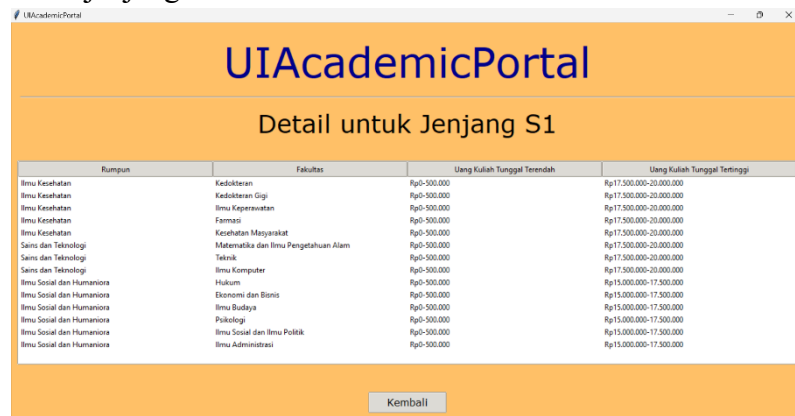 UIAcademicPortal
UIAcademicPortal
Detail untuk Jenjang S1
Rumpun Fakultas Uang Kuliah Tunggal Terendah Uang Kuliah Tunggal Tertinggi
Ilmu Kesehatan Kedokteran Rp0-500.000 Rp17.500.000-20.000.000
Ilmu Kesehatan Kedokteran Gigi Rp0-500.000 Rp17.500.000-20.000.000
Ilmu Kesehatan Ilmu Keperawatan Rp0-500.000 Rp17.500.000-20.000.000
Ilmu Kesehatan Farmasi Rp0-500.000 Rp17.500.000-20.000.000
Ilmu Kesehatan Kesehatan Masyarakat Rp0-500.000 Rp17.500.000-20.000.000
Sains dan Teknologi Matematika dan Ilmu Pengetahuan Alam Rp0-500.000 Rp17.500.000-20.000.000
Sains dan Teknologi Teknik Rp0-500.000 Rp17.500.000-20.000.000
Sains dan Teknologi Ilmu Komputer Rp0-500.000 Rp17.500.000-20.000.000
Ilmu Sosial dan Humaniora Hukum Rp0-500.000 Rp15.000.000-17.500.000
Ilmu Sosial dan Humaniora Ekonomi dan Bisnis Rp0-500.000 Rp15.000.000-17.500.000
Ilmu Sosial dan Humaniora Ilmu Budaya Rp0-500.000 Rp15.000.000-17.500.000
Ilmu Sosial dan Humaniora Psikologi Rp0-500.000 Rp15.000.000-17.500.000
Ilmu Sosial dan Humaniora Ilmu Sosial dan Ilmu Politik Rp0-500.000 Rp15.000.000-17.500.000
Ilmu Sosial dan Humaniora Ilmu Administrasi Rp0-500.000 Rp15.000.000-17.500.000
Kembali